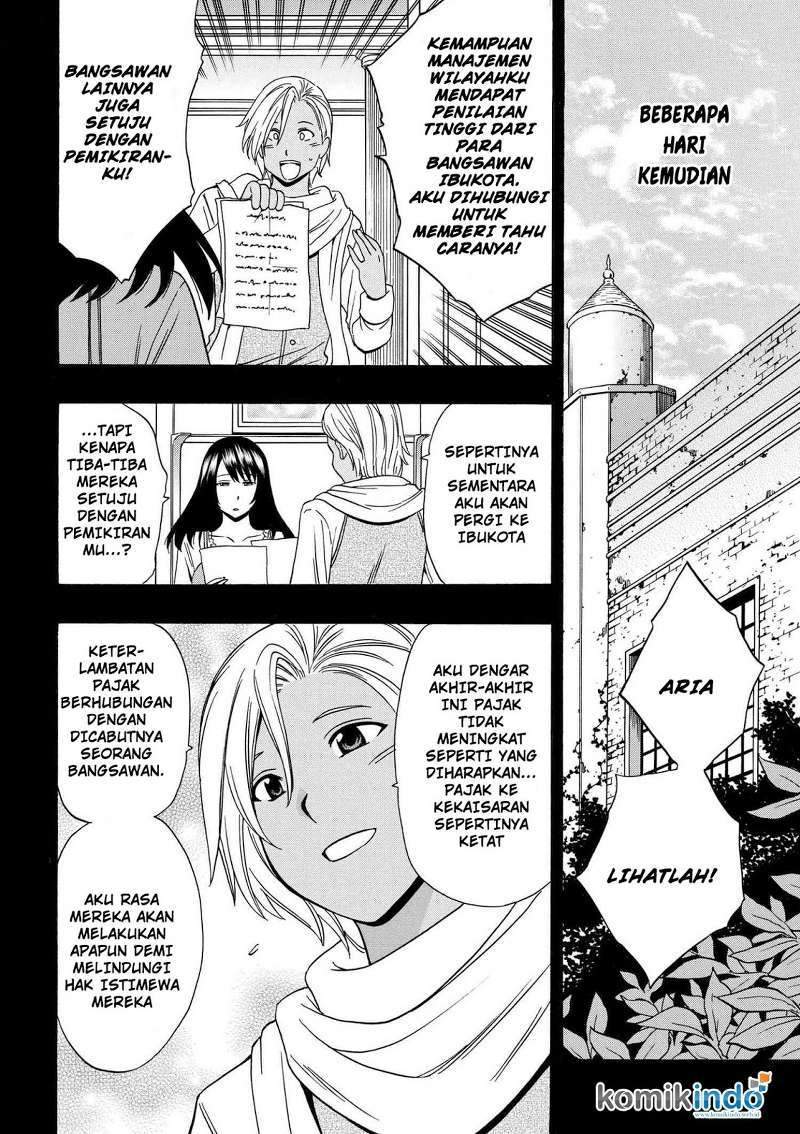 BEBERAPA
HARI
KEMUDIAN
ARIA
LIHATLAH!
KEMAMPUAN
MANAJEMEN
WILAYAHKU
MENDAPAT
PENILAIAN
TINGGI DARI
PARA
BANGSAWAN
IBUKOTA.
AKU DIHUBUNGI
UNTUK
MEMBERI TAHU
CARANYA!
BANGSAWAN
LAINNYA
JUGA
SETUJU
DENGAN
PEMIKIRAN-
KU!
SEPERTINYA
UNTUK
SEMENTARA
AKU AKAN
PERGI KE
IBUKOTA
...TAPI
KENAPA
TIBA-TIBA
MEREKA
SETUJU
DENGAN
PEMIKIRAN
MU...?
AKU DENGAR
AKHIR-AKHIR
INI PAJAK
TIDAK
MENINGKAT
SEPERTI YANG
DIHARAPKAN...
PAJAK KE
KEKAISARAN
SEPERTINYA
KETAT
KETER-
LAMBATAN
PAJAK
BERHUBUNGAN
DENGAN
DICABUTNYA
SEORANG
BANGSAWAN.
AKU RASA
MEREKA AKAN
MELAKUKAN
APAPUN DEMI
MELINDUNGI
HAK ISTIMEWA
MEREKA
komikindo